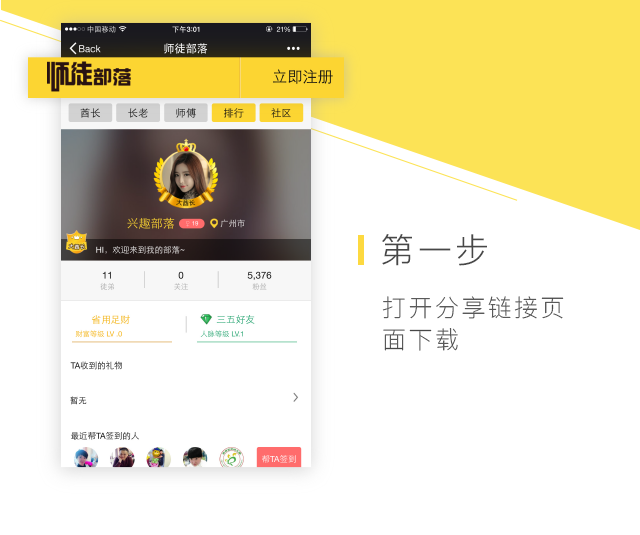 中国移动
下午3:01
21%
Back
师徒部落
师徒部落
立即注册
酋长
长老
师傅
排行
社区
大酋长
兴趣部落
广州市
大酋长
HI，欢迎来到我的部落~
11
0
5,376
徒弟
关注
粉丝
省用足财
三五好友
财富等级 LV .0
人脉等级 LV.1
TA收到的礼物
暂无
最近帮TA签到的人
帮TA签到
第一步
打开分享链接页
面下载